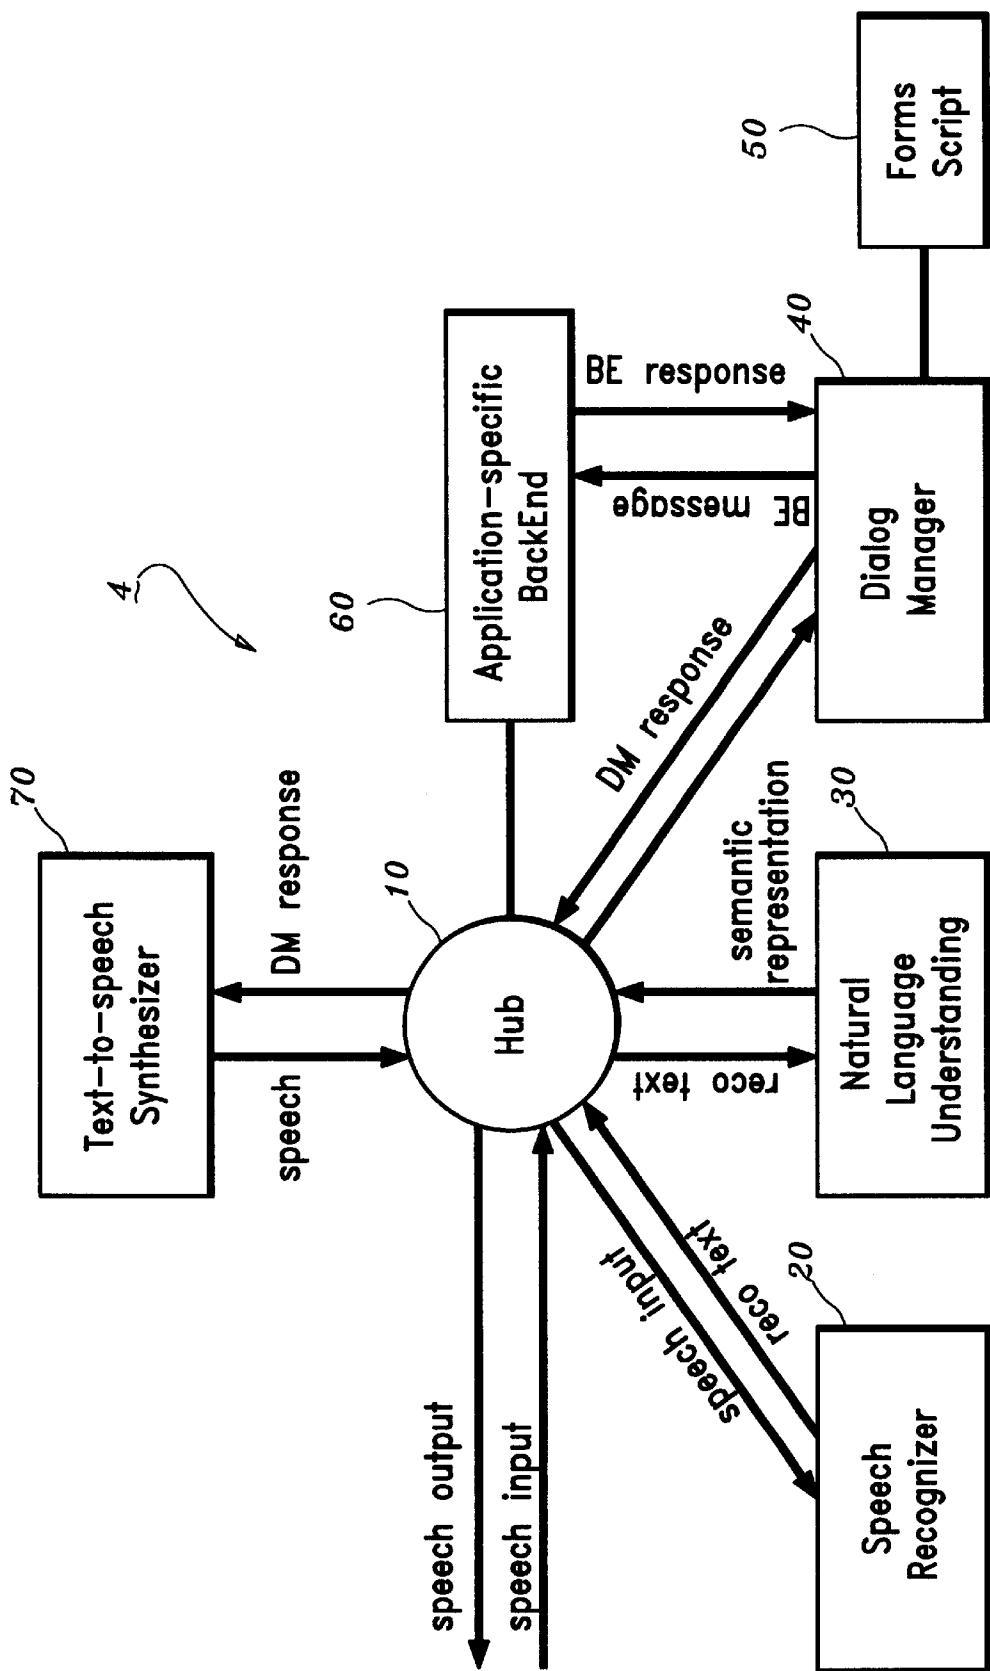 4
70
Text-to-speech
Synthesizer
speech
DM response
60
Application-specific
BackEnd
10
Hub
speech output
speech input
BE response
BE message
DM response
50
Forms
Script
speech input
reco text
reco text
semantic
representation
20
Speech
Recognizer
30
Natural
Language
Understanding
40
Dialog
Manager